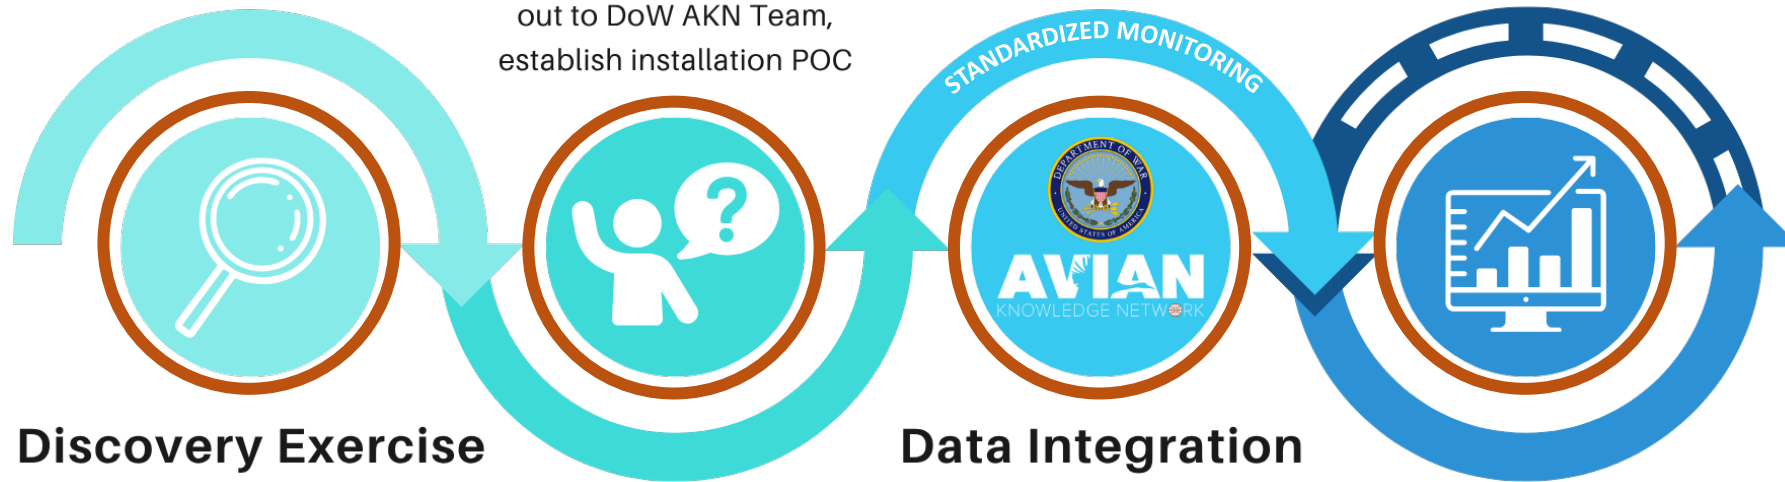 out to DoW AKN Team,
establish installation POC
STANDARDIZED MONITORING
?
DEPARTMENT OF WAR
UNITED STATES OF AMERICA
AVIAN
KNOWLEDGE NETWORK
Discovery Exercise
Data Integration